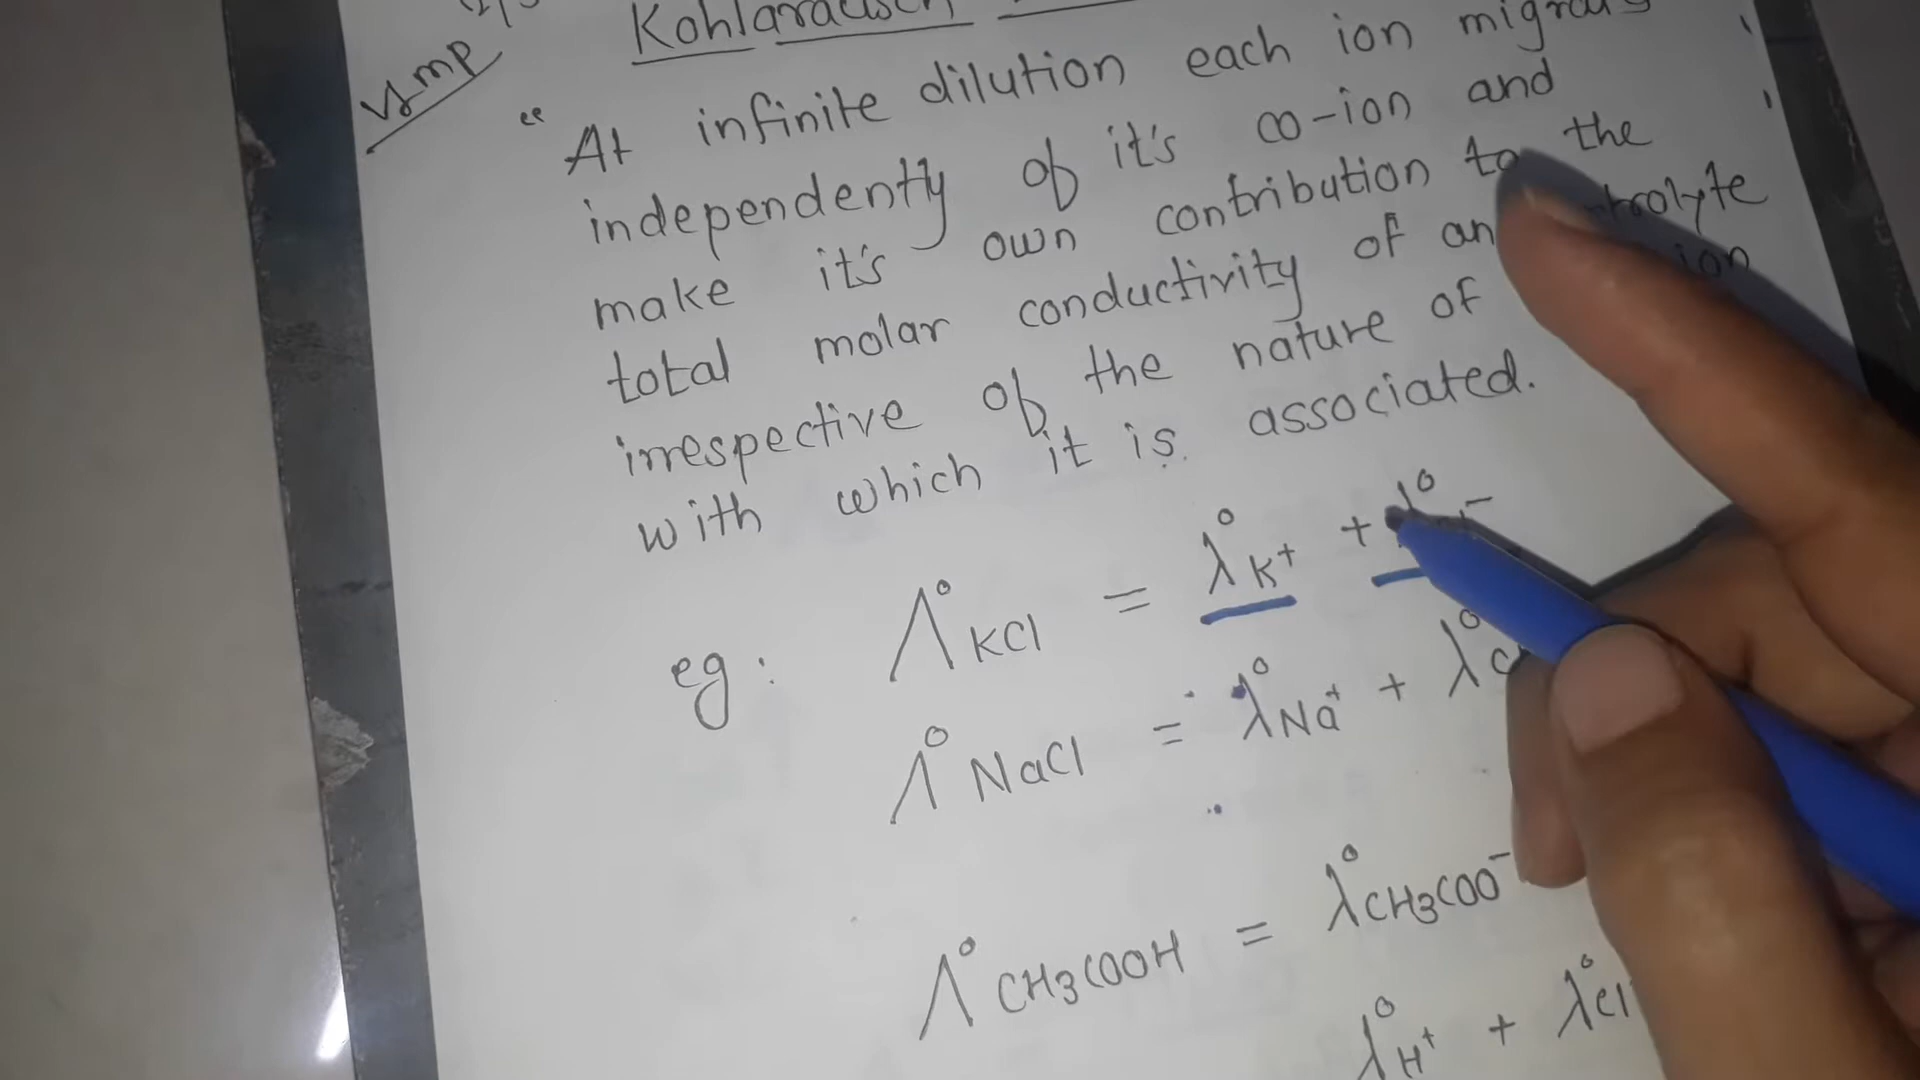 Vimp
Kohlarausch
“ At infinite dilution each ion
independently of it's co-ion and
make it's own contribution to the
total molar conductivity of an
irrespective of the nature of ion
with which it is associated.
eg: Λ° KCl = λ° K⁺ + λ°
Λ° NaCl = λ° Na⁺ + λ°
Λ° CH3COOH = λ° CH3COO⁻
λ° H⁺ + λ° Cl